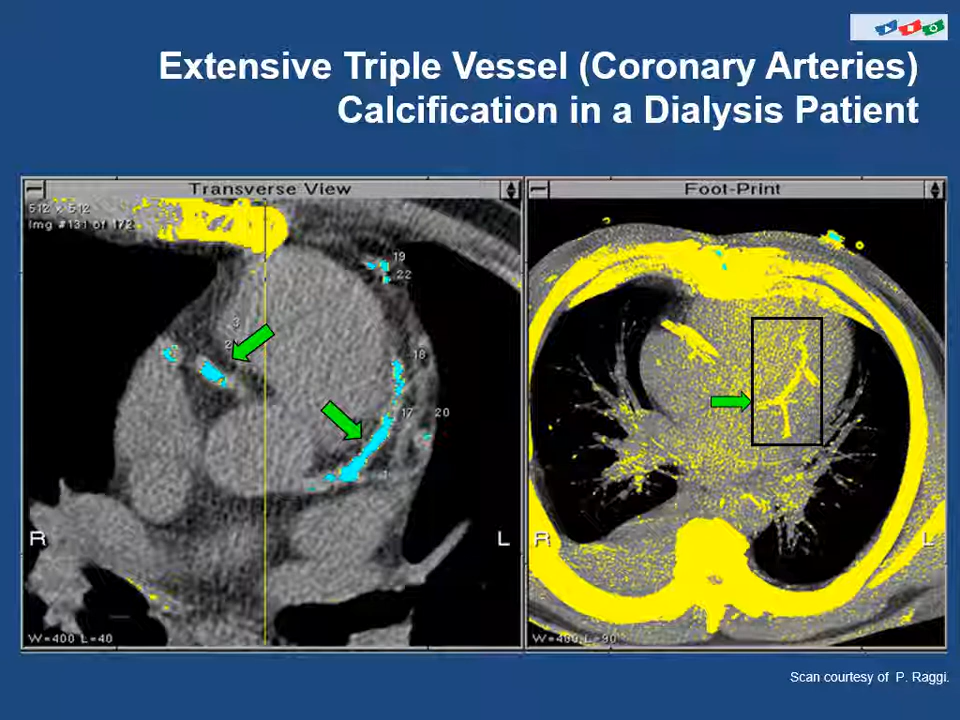 Extensive Triple Vessel (Coronary Arteries)
Calcification in a Dialysis Patient
Transverse View
512 x 512
Img #131 of 172
19
22
3
2
18
17
20
R
L
W=400 L=40
Foot-Print
R
L
W=400 L=90
Scan courtesy of P. Raggi.